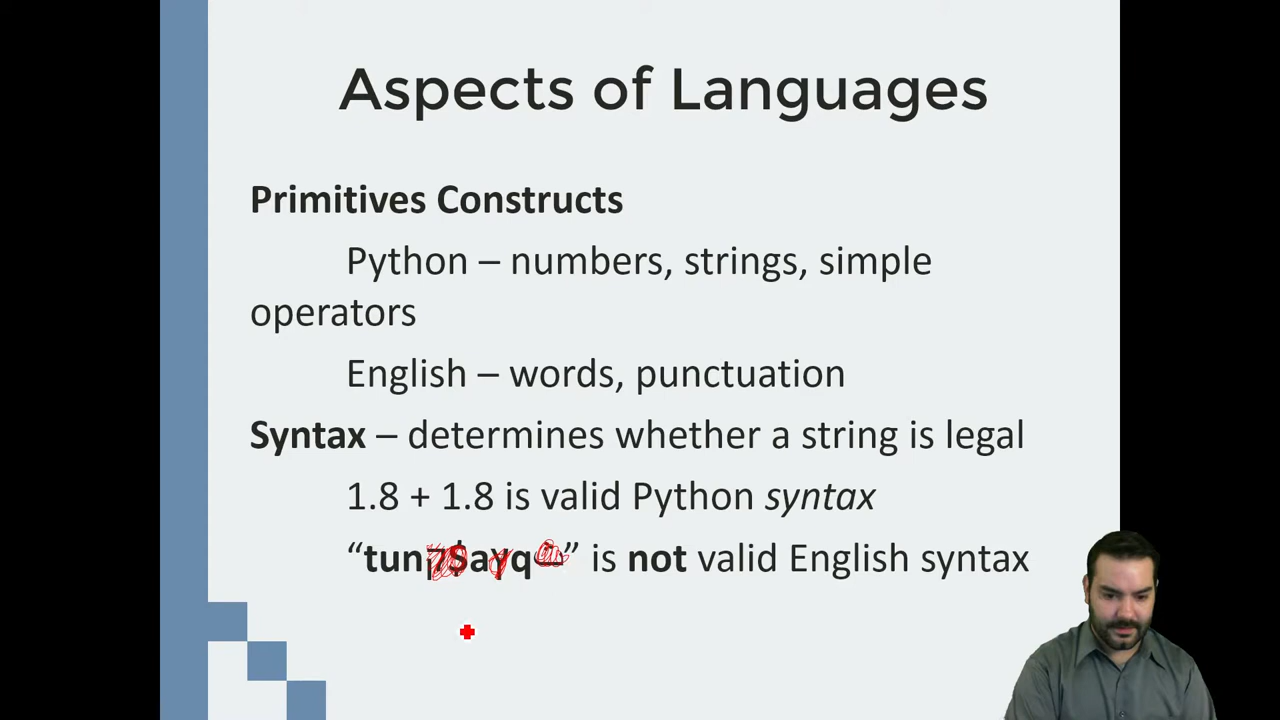 Aspects of Languages
Primitives Constructs
Python – numbers, strings, simple
operators
English – words, punctuation
Syntax – determines whether a string is legal
1.8 + 1.8 is valid Python syntax
is not valid English syntax